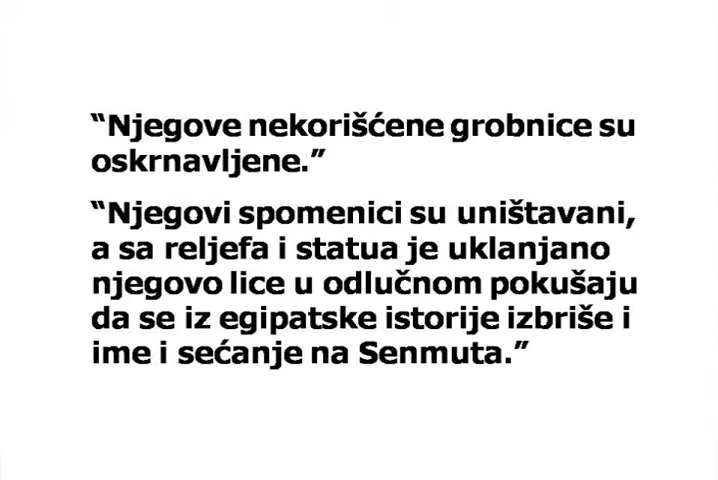 “Njegove nekorišćene grobnice su
oskrnavljene.”
“Njegovi spomenici su uništavani,
a sa reljefa i statua je uklanjano
njegovo lice u odlučnom pokušaju
da se iz egipatske istorije izbriše i
ime i sećanje na Senmuta.”